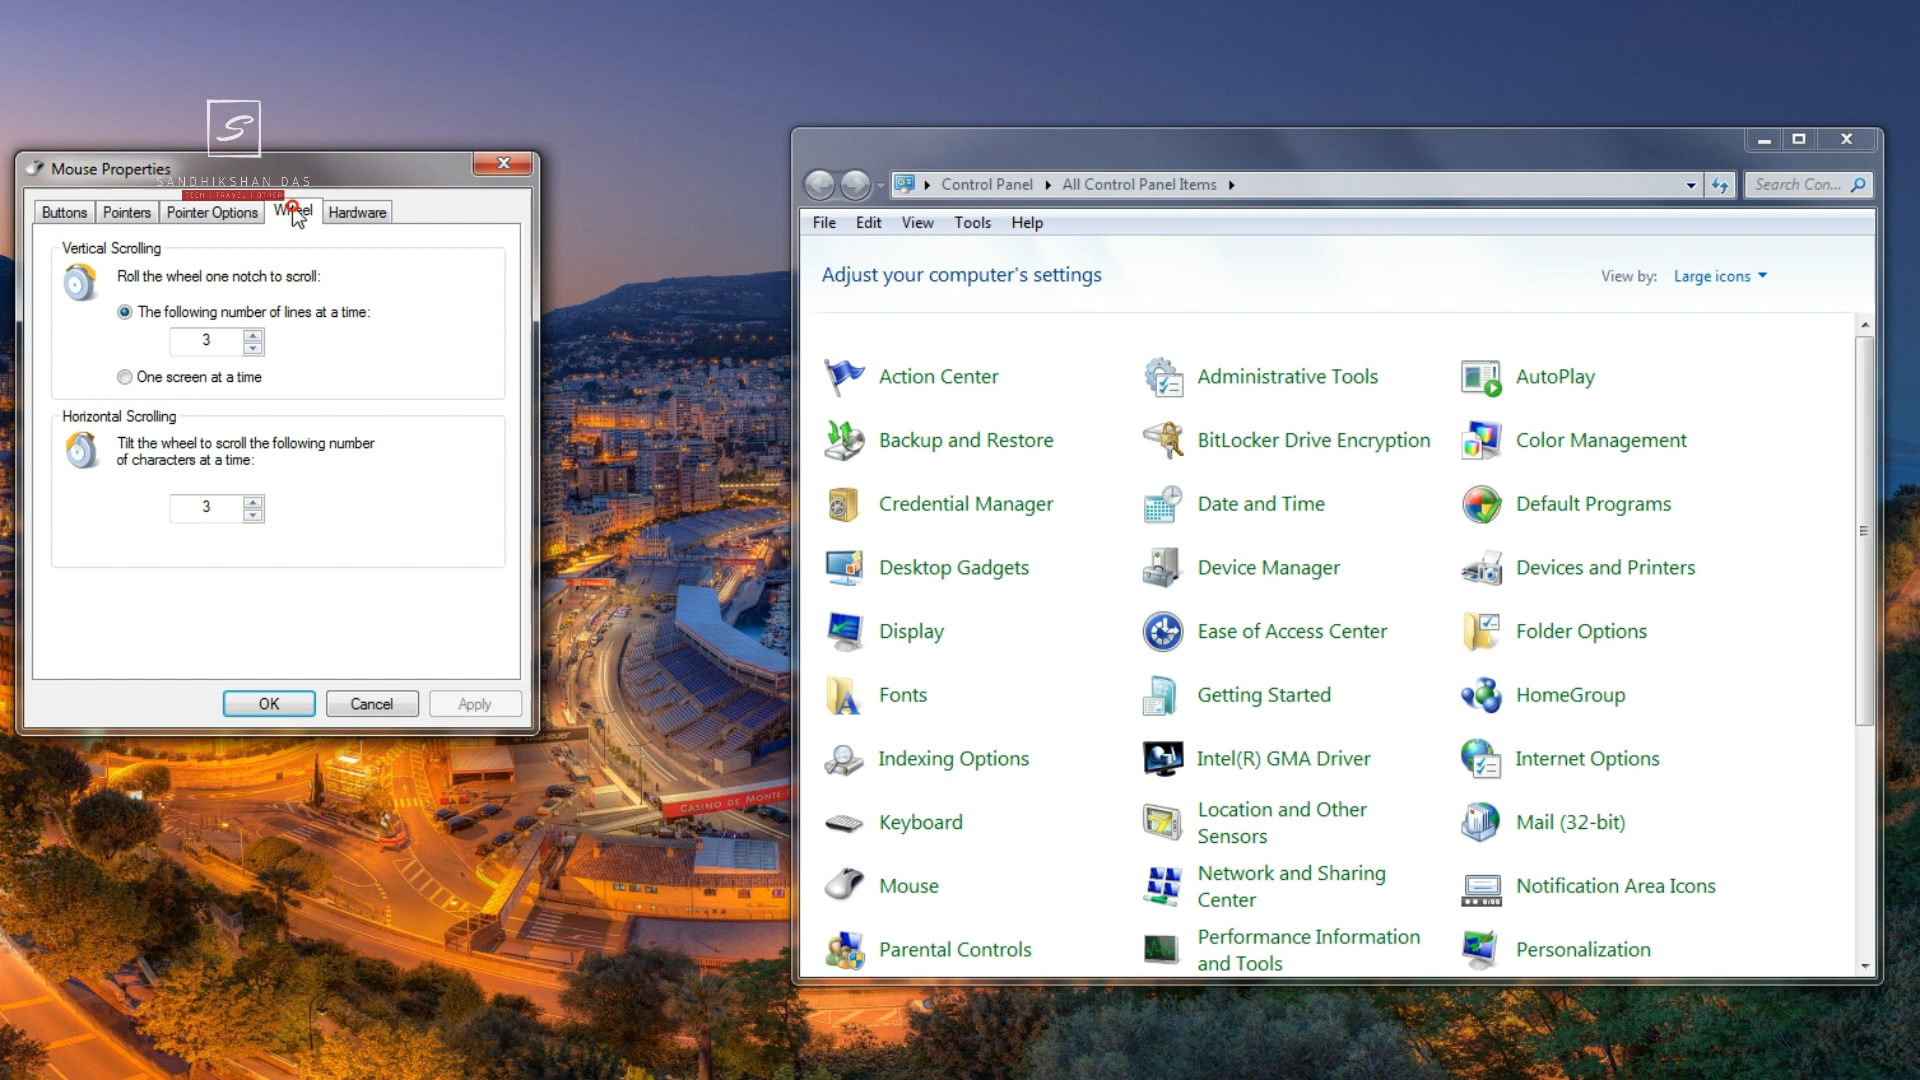 S
SANDHIKSHAN DAS
TECH | TRAVEL | OTHER
Mouse Properties
Buttons
Pointers
Pointer Options
Wheel
Hardware
Vertical Scrolling
Roll the wheel one notch to scroll:
The following number of lines at a time:
3
One screen at a time
Horizontal Scrolling
Tilt the wheel to scroll the following number
of characters at a time:
3
OK
Cancel
Apply
Control Panel
All Control Panel Items
Search Con...
File
Edit
View
Tools
Help
Adjust your computer's settings
View by:
Large icons
Action Center
Administrative Tools
AutoPlay
Backup and Restore
BitLocker Drive Encryption
Color Management
Credential Manager
Date and Time
Default Programs
Desktop Gadgets
Device Manager
Devices and Printers
Display
Ease of Access Center
Folder Options
Fonts
Getting Started
HomeGroup
Indexing Options
Intel(R) GMA Driver
Internet Options
Keyboard
Location and Other
Sensors
Mail (32-bit)
Mouse
Network and Sharing
Center
Notification Area Icons
Parental Controls
Performance Information
and Tools
Personalization
CASINO DE MONTE-